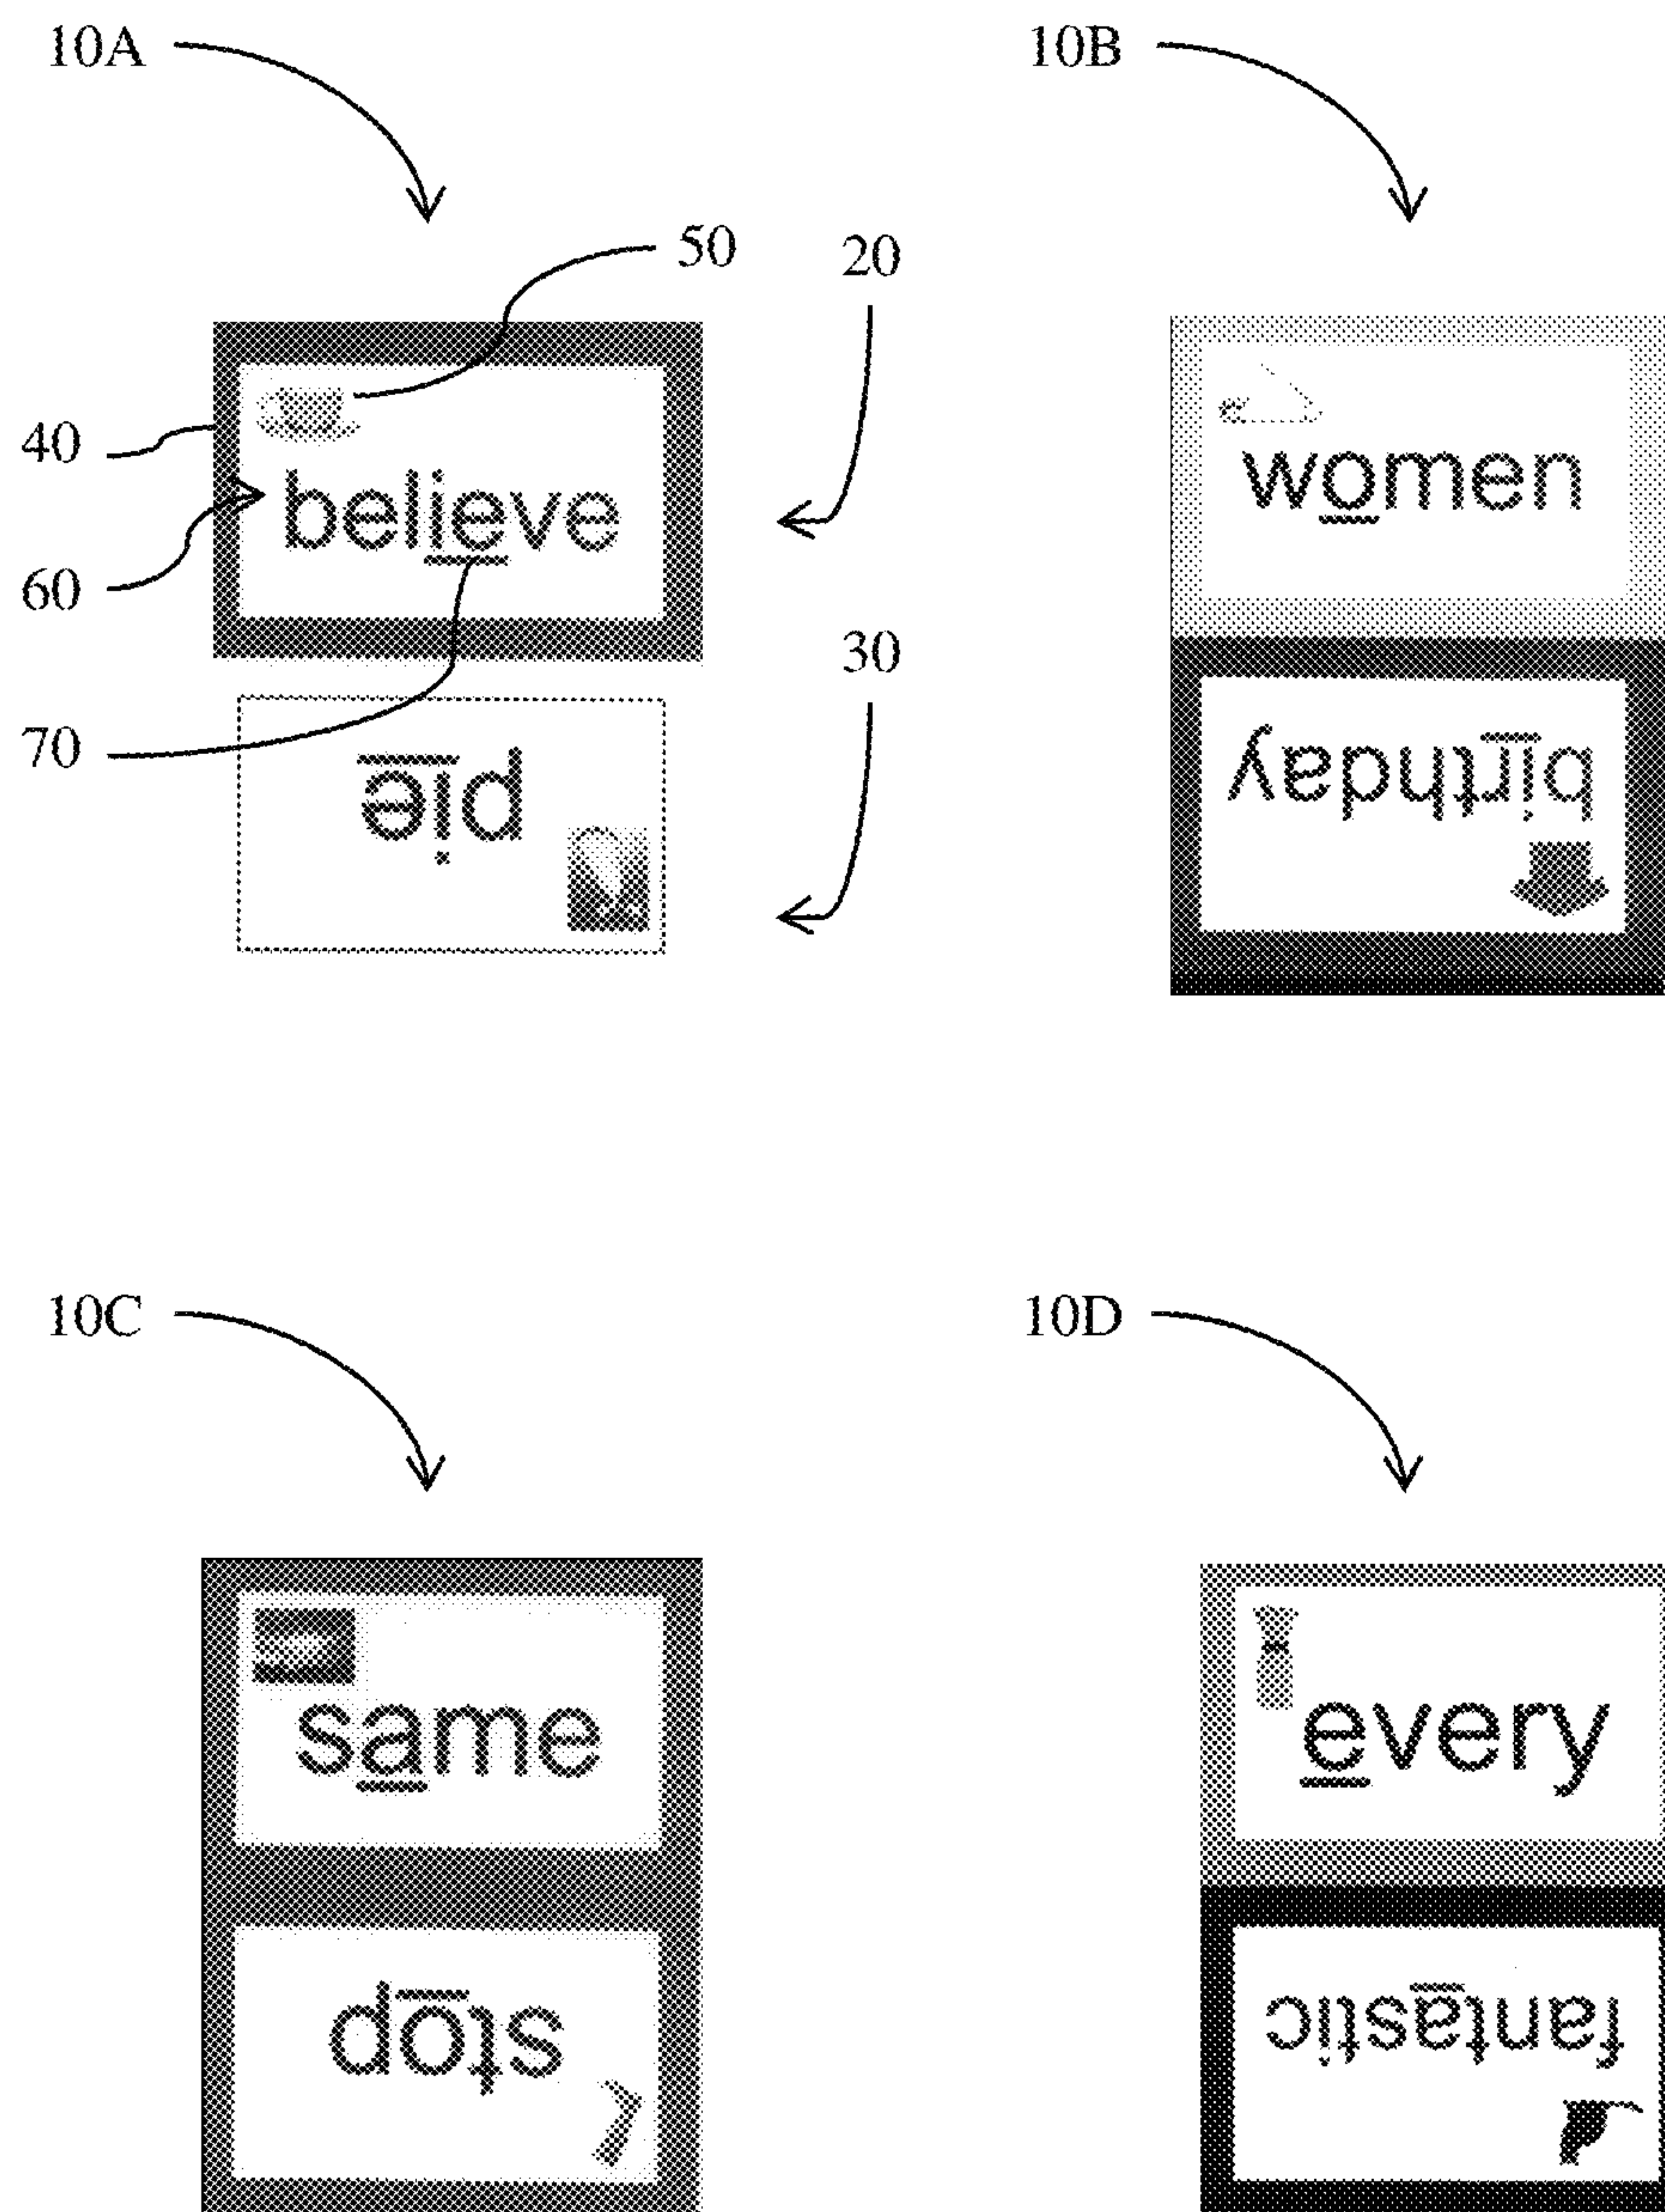 10A
10B
50
20
40
believe
women
60
30
70
pie
birthday
10C
10D
same
every
stop
fantastic